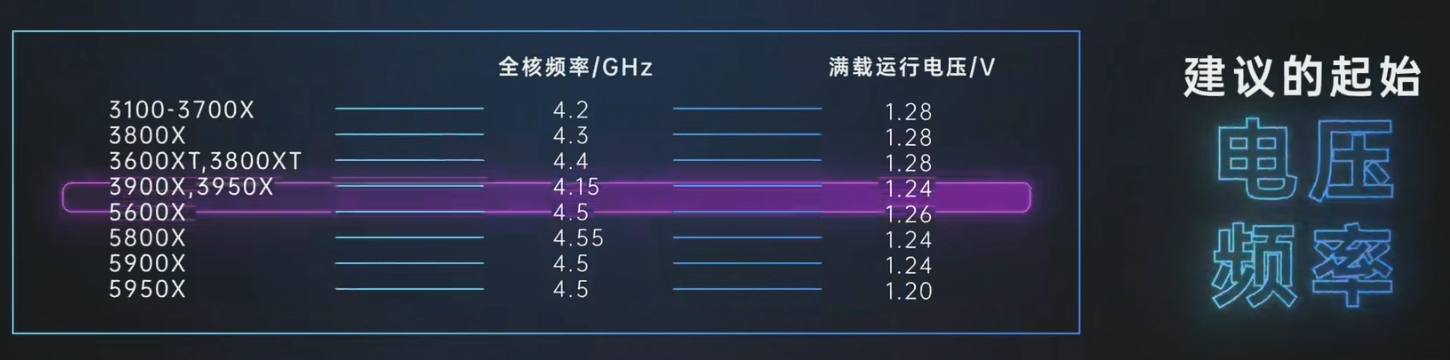 全核频率/GHz 满载运行电压/V
3100-3700X 4.2 1.28
3800X 4.3 1.28
3600XT,3800XT 4.4 1.28
3900X,3950X 4.15 1.24
5600X 4.5 1.26
5800X 4.55 1.24
5900X 4.5 1.24
5950X 4.5 1.20
建议的起始
电压
频率